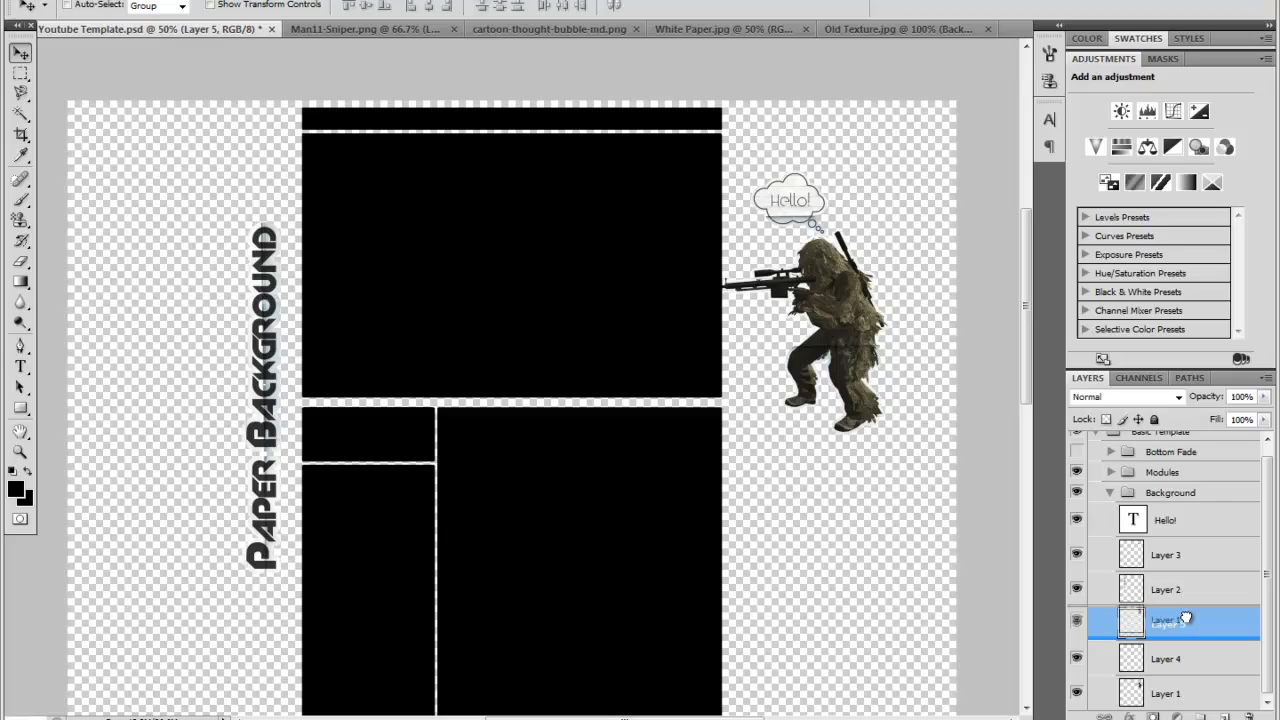 Auto-Select:
Group
Show Transform Controls
Youtube Template.psd @ 50% (Layer 5, RGB/8) *
Man11-Sniper.png @ 66.7% (L...
cartoon-thought-bubble-md.png
White Paper.jpg @ 50% (RG...
Old Texture.jpg @ 100% (Back...
COLOR
SWATCHES
STYLES
ADJUSTMENTS
MASKS
Add an adjustment
Levels Presets
Curves Presets
Exposure Presets
Hue/Saturation Presets
Black & White Presets
Channel Mixer Presets
Selective Color Presets
Hello!
PAPER BACKGROUND
LAYERS
CHANNELS
PATHS
Normal
Opacity:
100%
Lock:
Fill:
100%
Basic Template
Bottom Fade
Modules
Background
T
Hello!
Layer 3
Layer 2
Layer 4
Layer 1